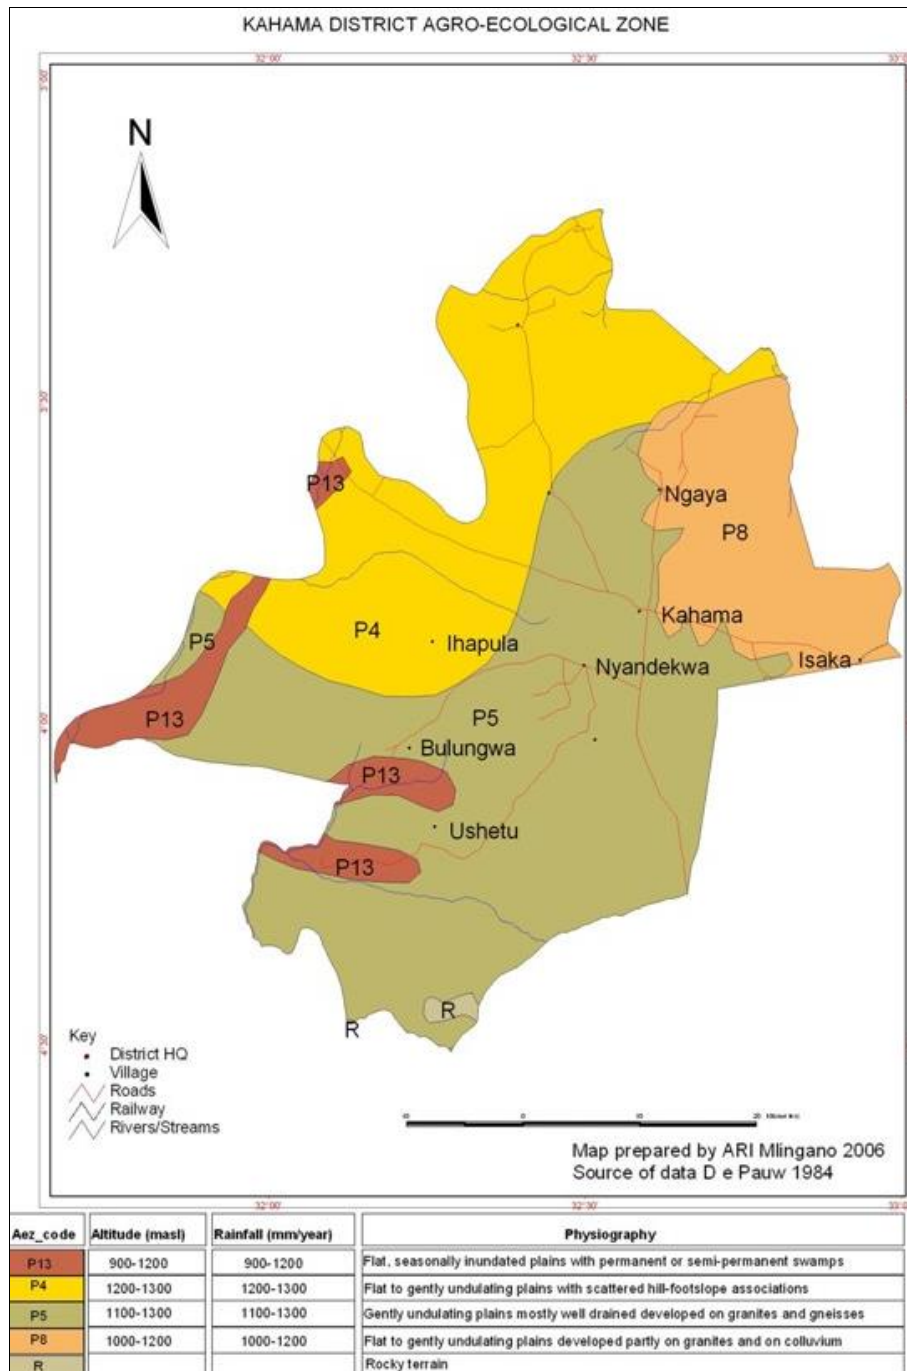 KAHAMA DISTRICT AGRO-ECOLOGICAL ZONE
32°00' 32°30'
N
3°30'
P13
Ngaya
P8
Kahama
P4
Ihapula
P5
Isaka
Nyandekwa
P13
4°00'
P5
Bulungwa
P13
Ushetu
P13
R
R
4°30'
Key
District HQ
Village
Roads
Railway
Rivers/Streams
Map prepared by ARI Mlingano 2006
Source of data D e Pauw 1984
32°00' 32°30'
Aez_code Altitude (masl) Rainfall (mm/year) Physiography
P13 900-1200 900-1200 Flat, seasonally inundated plains with permanent or semi-permanent swamps
P4 1200-1300 1200-1300 Flat to gently undulating plains with scattered hill-footslope associations
P5 1100-1300 1100-1300 Gently undulating plains mostly well drained developed on granites and gneisses
P8 1000-1200 1000-1200 Flat to gently undulating plains developed partly on granites and on colluvium
R Rocky terrain